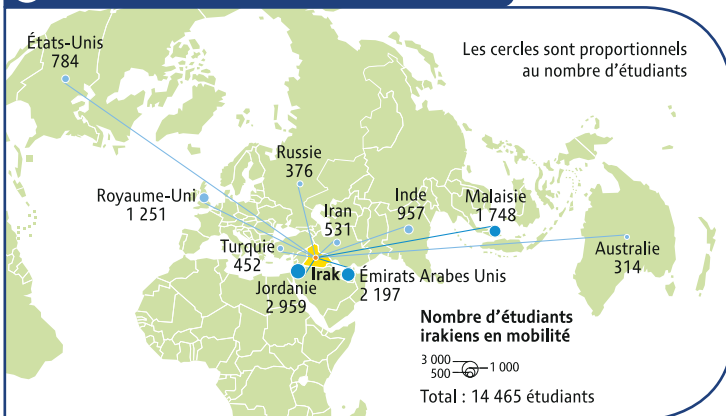 États-Unis
784
Les cercles sont proportionnels
au nombre d'étudiants
Russie
376
Royaume-Uni
1 251
Iran
531
Inde
957
Malaisie
1 748
Turquie
452
Australie
314
Irak
Jordanie
2 959
Émirats Arabes Unis
2 197
Nombre d'étudiants
irakiens en mobilité
3 000
500
1 000
Total : 14 465 étudiants